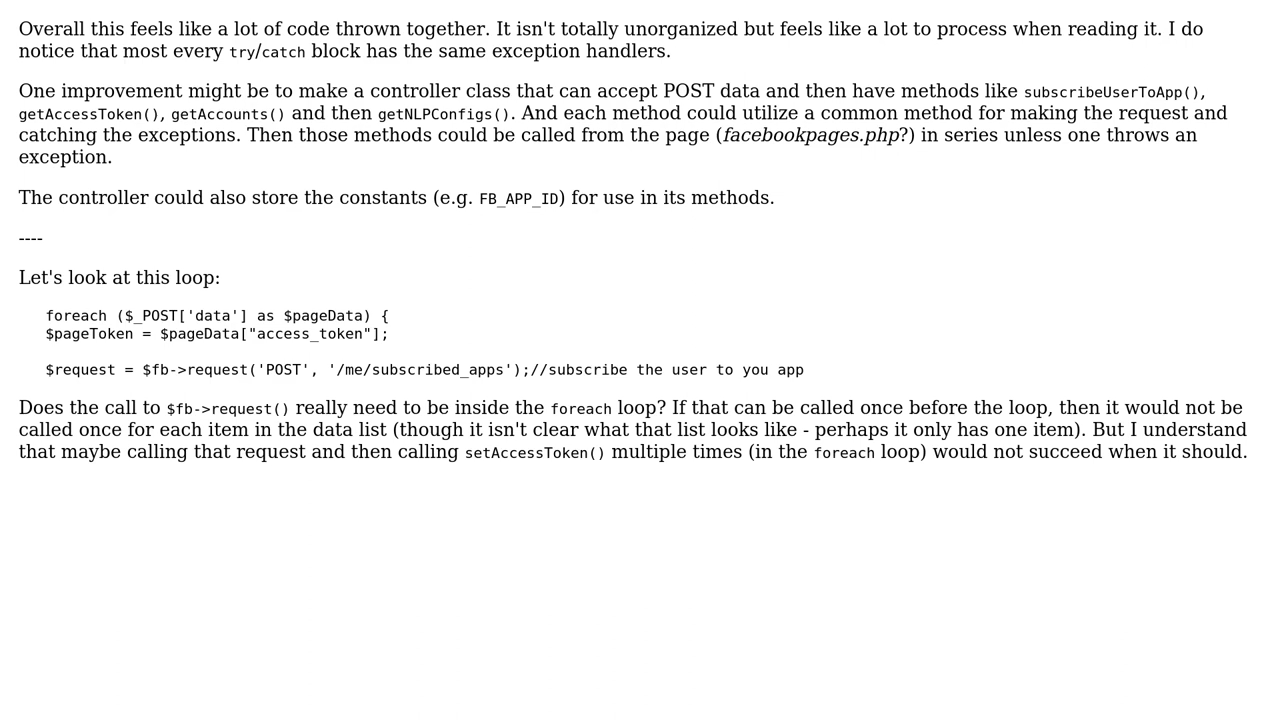 Overall this feels like a lot of code thrown together. It isn't totally unorganized but feels like a lot to process when reading it. I do
notice that most every try/catch block has the same exception handlers.
One improvement might be to make a controller class that can accept POST data and then have methods like subscribeUserToApp(),
getAccessToken(), getAccounts() and then getNLPConfigs(). And each method could utilize a common method for making the request and
catching the exceptions. Then those methods could be called from the page (facebookpages.php?) in series unless one throws an
exception.
The controller could also store the constants (e.g. FB_APP_ID) for use in its methods.
----
Let's look at this loop:
foreach ($_POST['data'] as $pageData) {
$pageToken = $pageData["access_token"];
$request = $fb->request('POST', '/me/subscribed_apps');//subscribe the user to you app
Does the call to $fb->request() really need to be inside the foreach loop? If that can be called once before the loop, then it would not be
called once for each item in the data list (though it isn't clear what that list looks like - perhaps it only has one item). But I understand
that maybe calling that request and then calling setAccessToken() multiple times (in the foreach loop) would not succeed when it should.